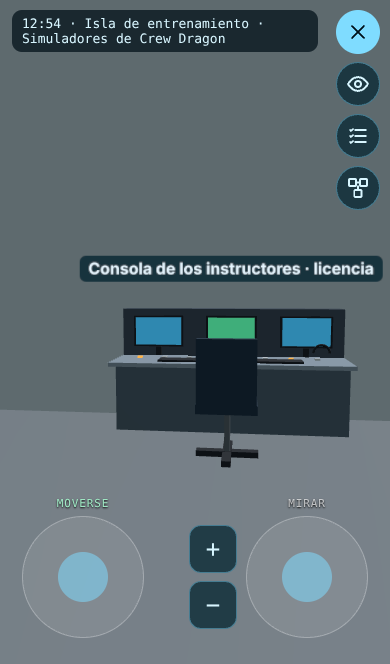 12:54 · Isla de entrenamiento ·
Simuladores de Crew Dragon
Consola de los instructores · licencia
MOVERSE
MIRAR
+
−